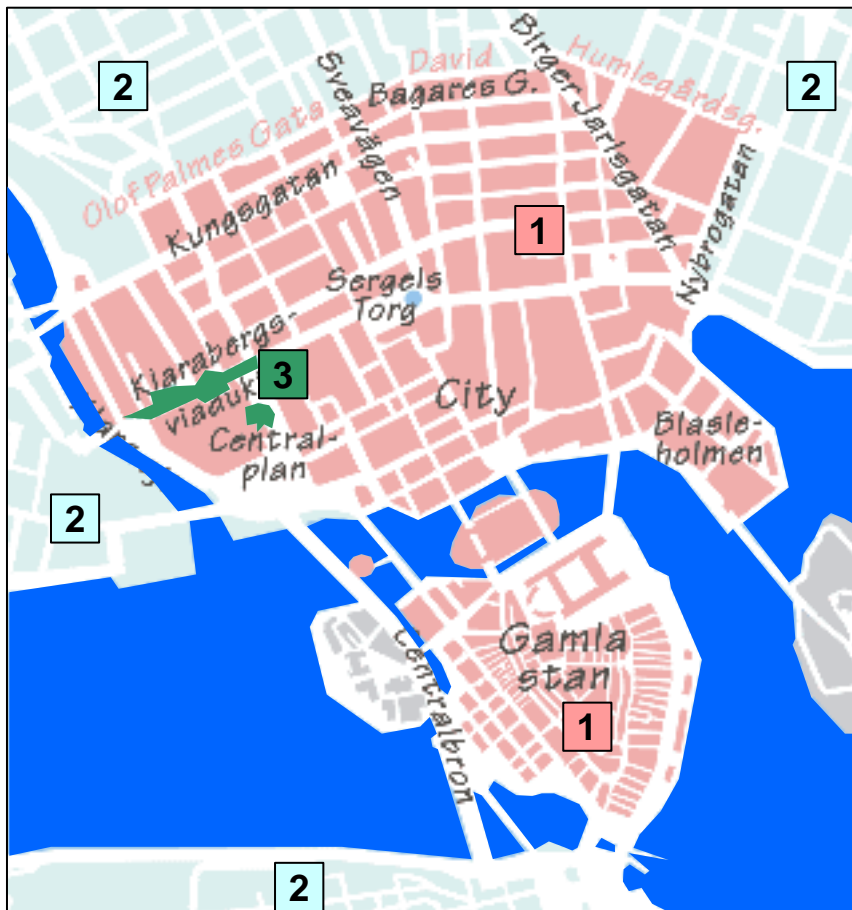 2
2
Olof Palmes Gata
David
Bagares G.
Humlegårdsg.
Sveavägen
Birger Jarlsgatan
Nybrogatan
Kungsgatan
1
Sergels
Torg
Klarabergs-
viadukt
3
Central-
plan
City
Blasie-
holmen
2
Gamla
stan
1
Centralbron
2